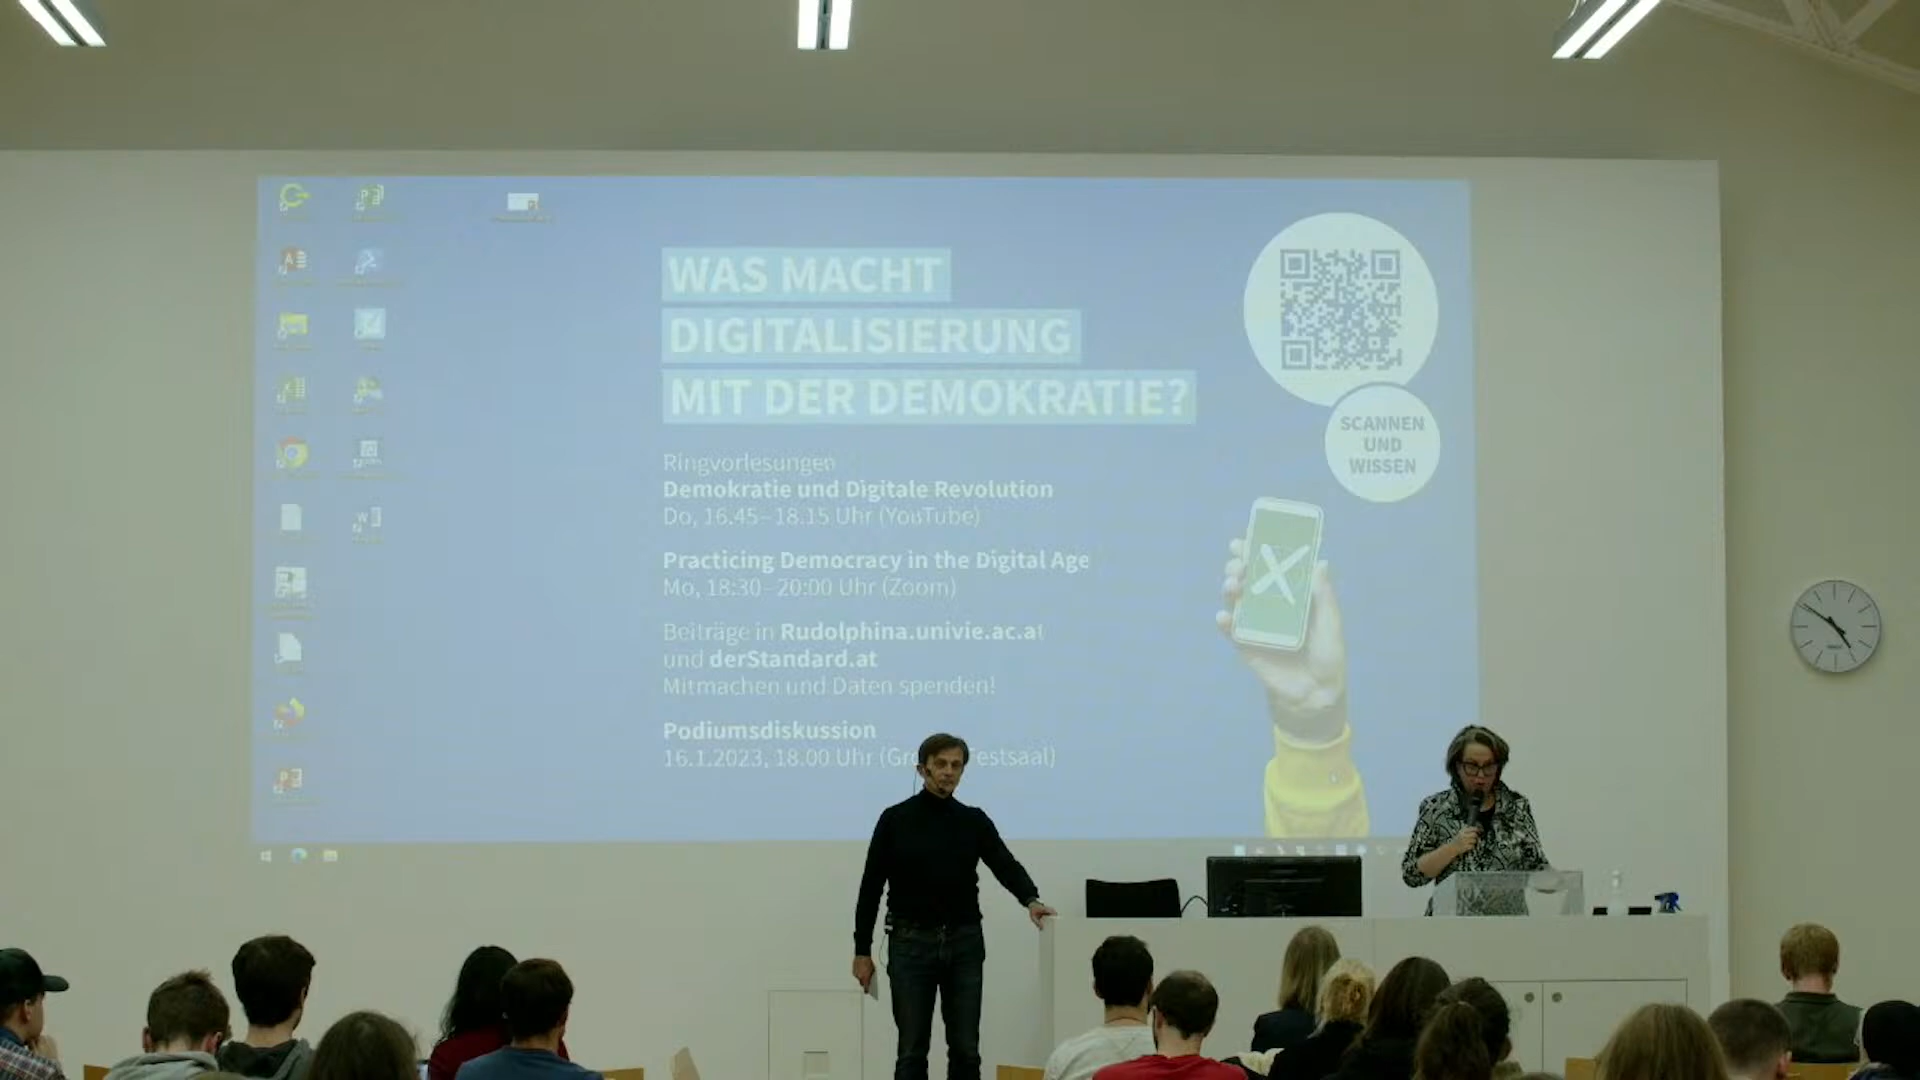 WAS MACHT
DIGITALISIERUNG
MIT DER DEMOKRATIE?
SCANNEN
UND
WISSEN
Ringvorlesungen
Demokratie und Digitale Revolution
Do, 16.45–18.15 Uhr (YouTube)
Practicing Democracy in the Digital Age
Mo, 18:30–20:00 Uhr (Zoom)
Beiträge in Rudolphina.univie.ac.at
und derStandard.at
Mitmachen und Daten spenden!
Podiumsdiskussion
16.1.2023, 18.00 Uhr (Gro Festsaal)